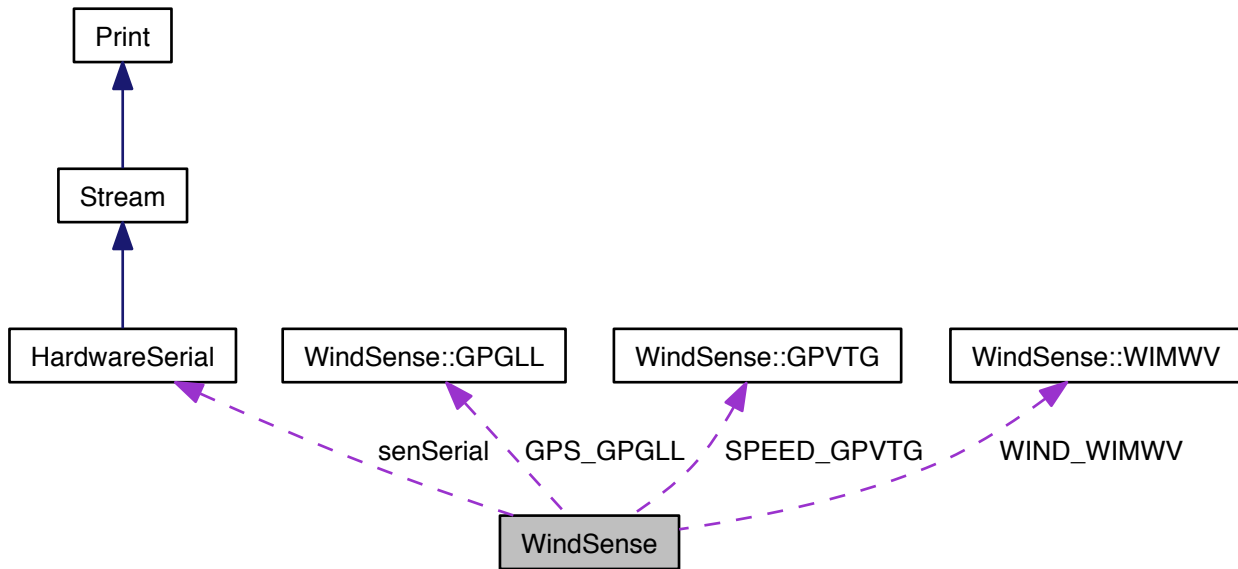 Print
Stream
HardwareSerial
WindSense::GPGLL
WindSense::GPVTG
WindSense::WIMWV
senSerial
GPS_GPGLL
SPEED_GPVTG
WIND_WIMWV
WindSense